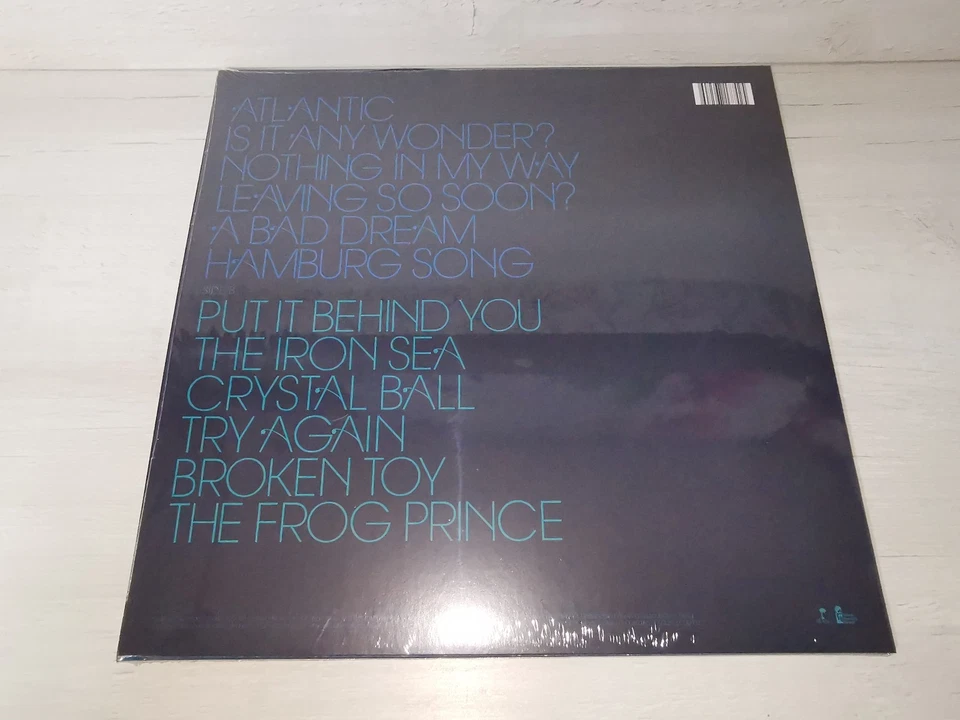 ATLANTIC
IS IT ANY WONDER?
NOTHING IN MY WAY
LEAVING SO SOON?
A BAD DREAM
HAMBURG SONG
PUT IT BEHIND YOU
THE IRON SEA
CRYSTAL BALL
TRY AGAIN
BROKEN TOY
THE FROG PRINCE